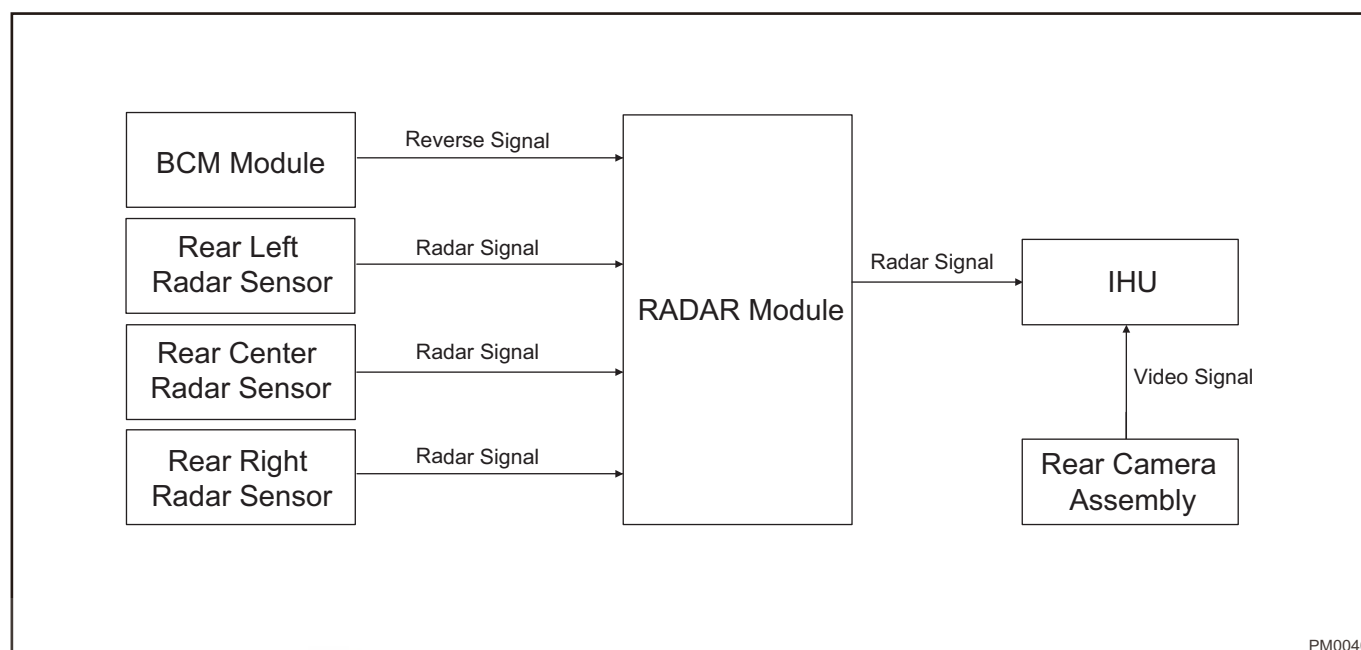 BCM Module
Reverse Signal
Rear Left
Radar Sensor
Radar Signal
Rear Center
Radar Sensor
Radar Signal
Rear Right
Radar Sensor
Radar Signal
RADAR Module
Radar Signal
IHU
Video Signal
Rear Camera
Assembly